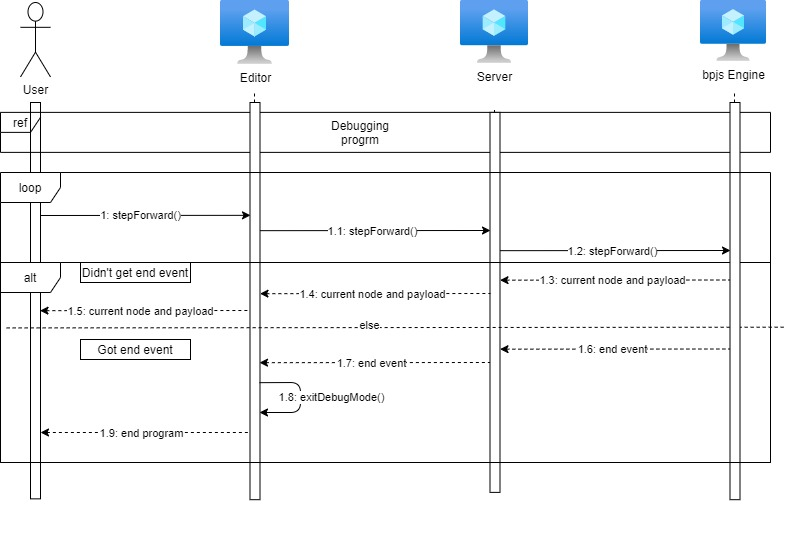 User
Editor
Server
bpjs Engine
ref
Debugging
progrm
loop
1: stepForward()
1.1: stepForward()
1.2: stepForward()
alt
Didn't get end event
1.3: current node and payload
1.4: current node and payload
1.5: current node and payload
else
Got end event
1.6: end event
1.7: end event
1.8: exitDebugMode()
1.9: end program